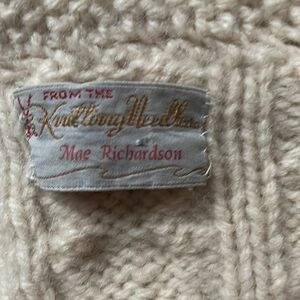 FROM THE
Knitting Needles of
Mae Richardson